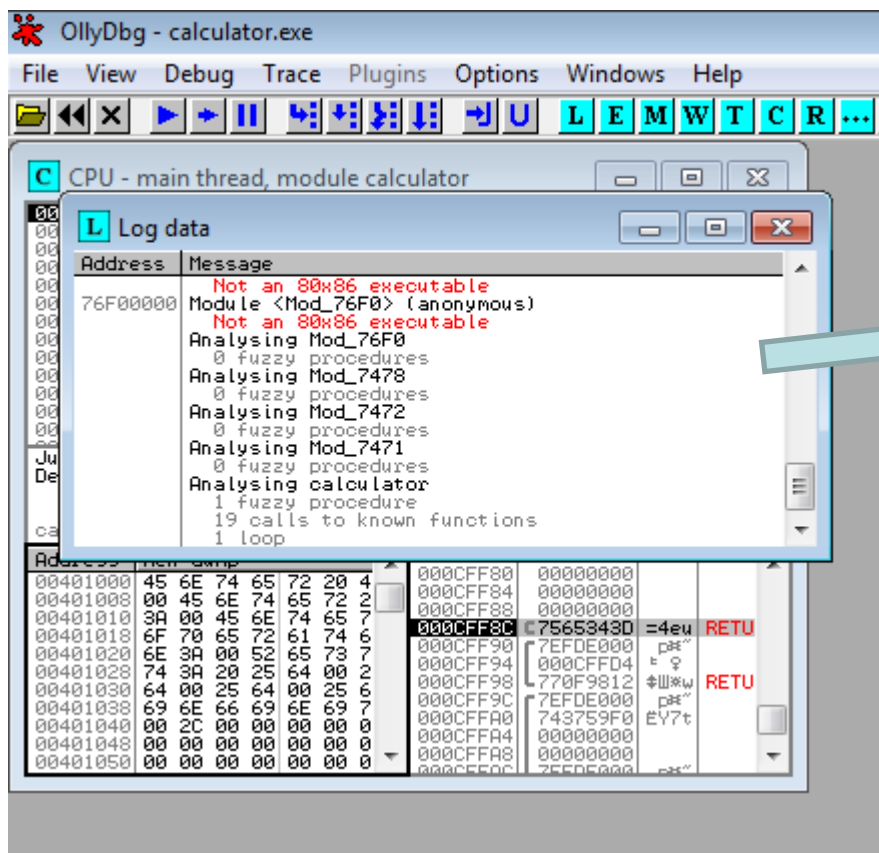 OllyDbg - calculator.exe
File View Debug Trace Plugins Options Windows Help
L E M W T C R ...
C CPU - main thread, module calculator
L Log data
Address Message
Not an 80x86 executable
76F00000 Module <Mod_76F0> (anonymous)
Not an 80x86 executable
Analysing Mod_76F0
0 fuzzy procedures
Analysing Mod_7478
0 fuzzy procedures
Analysing Mod_7472
0 fuzzy procedures
Analysing Mod_7471
0 fuzzy procedures
Analysing calculator
1 fuzzy procedure
19 calls to known functions
1 loop
Ju
De
ca
00401000 45 6E 74 65 72 20 4
00401008 00 45 6E 74 65 72 2
00401010 3A 00 45 6E 74 65 7
00401018 6F 70 65 72 61 74 6
00401020 6E 3A 00 52 65 73 7
00401028 74 3A 20 25 64 00 2
00401030 64 00 25 64 00 25 6
00401038 69 6E 66 69 6E 69 7
00401040 00 2C 00 00 00 00 0
00401048 00 00 00 00 00 00 0
00401050 00 00 00 00 00 00 0
000CFF80 00000000
000CFF84 00000000
000CFF88 00000000
000CFF8C 7565343D =4eu RETU
000CFF90 7EFDE000
000CFF94 000CFFD4
000CFF98 770F9812 RETU
000CFF9C 7EFDE000
000CFFA0 743759F0 ËY7t
000CFFA4 00000000
000CFFA8 00000000
000CFFAC 7EFDE000